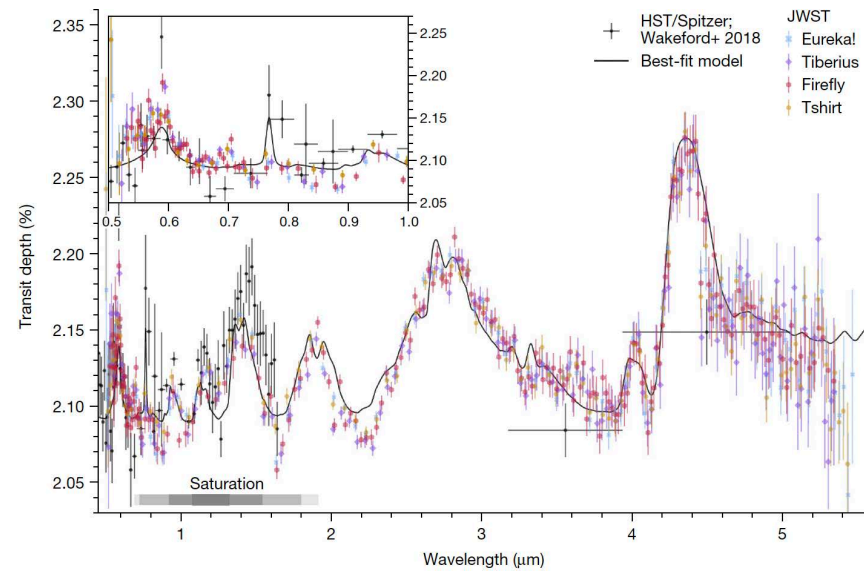 2.35
2.30
2.25
2.20
2.15
2.10
2.05
Transit depth (%)
2.25
2.20
2.15
2.10
2.05
0.5 0.6 0.7 0.8 0.9 1.0
HST/Spitzer;
Wakeford+ 2018
Best-fit model
JWST
Eureka!
Tiberius
Firefly
Tshirt
Saturation
1 2 3 4 5
Wavelength (μm)